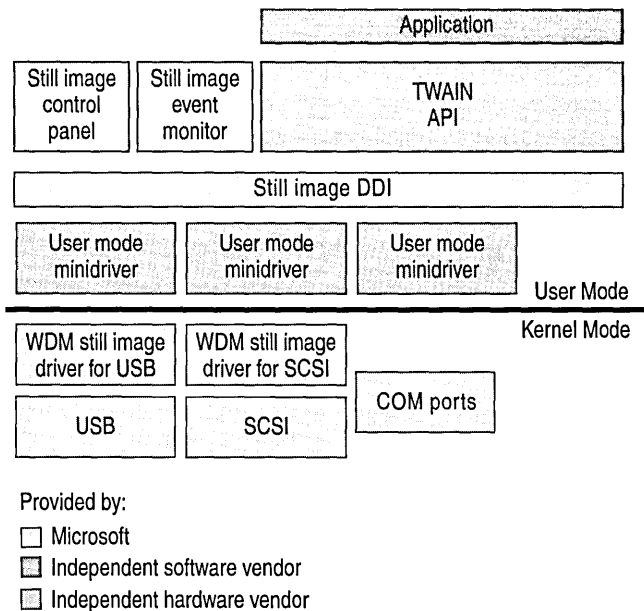 Application
Still image
control
panel
Still image
event
monitor
TWAIN
API
Still image DDI
User mode
minidriver
User mode
minidriver
User mode
minidriver
User Mode
Kernel Mode
WDM still image
driver for USB
WDM still image
driver for SCSI
COM ports
USB
SCSI
Provided by:
Microsoft
Independent software vendor
Independent hardware vendor